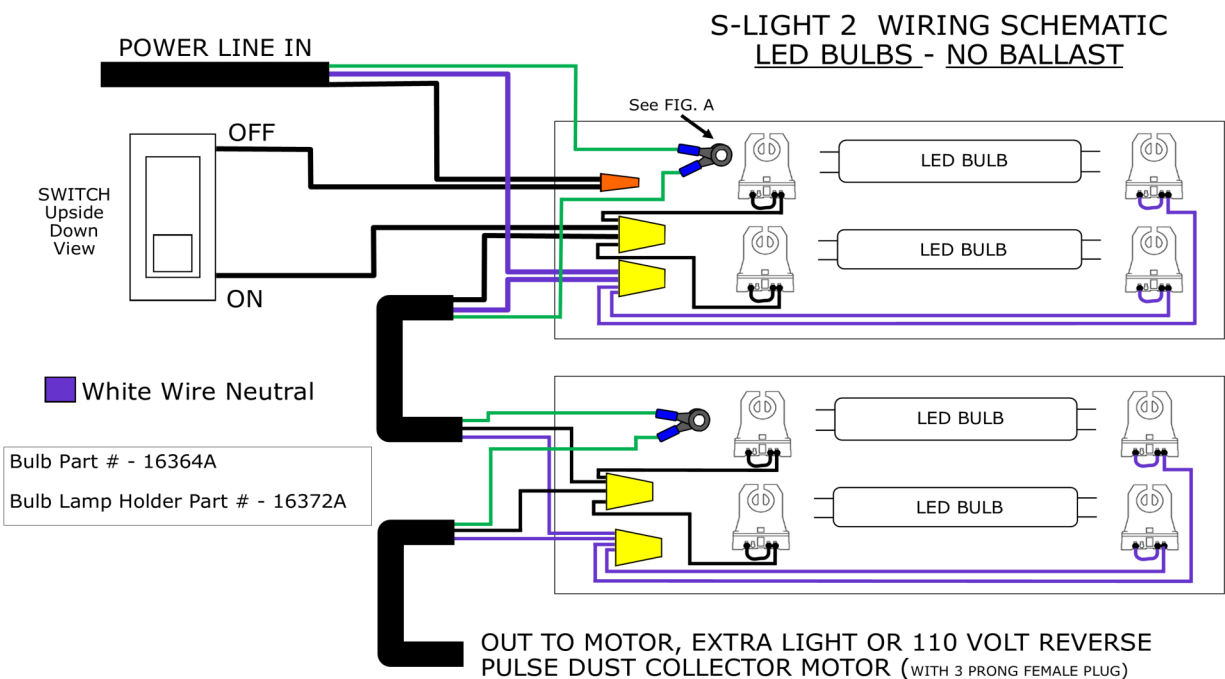 S-LIGHT 2 WIRING SCHEMATIC
LED BULBS - NO BALLAST
POWER LINE IN
See FIG. A
OFF
SWITCH
Upside
Down
View
ON
LED BULB
LED BULB
White Wire Neutral
Bulb Part # - 16364A
Bulb Lamp Holder Part # - 16372A
LED BULB
LED BULB
OUT TO MOTOR, EXTRA LIGHT OR 110 VOLT REVERSE
PULSE DUST COLLECTOR MOTOR (WITH 3 PRONG FEMALE PLUG)